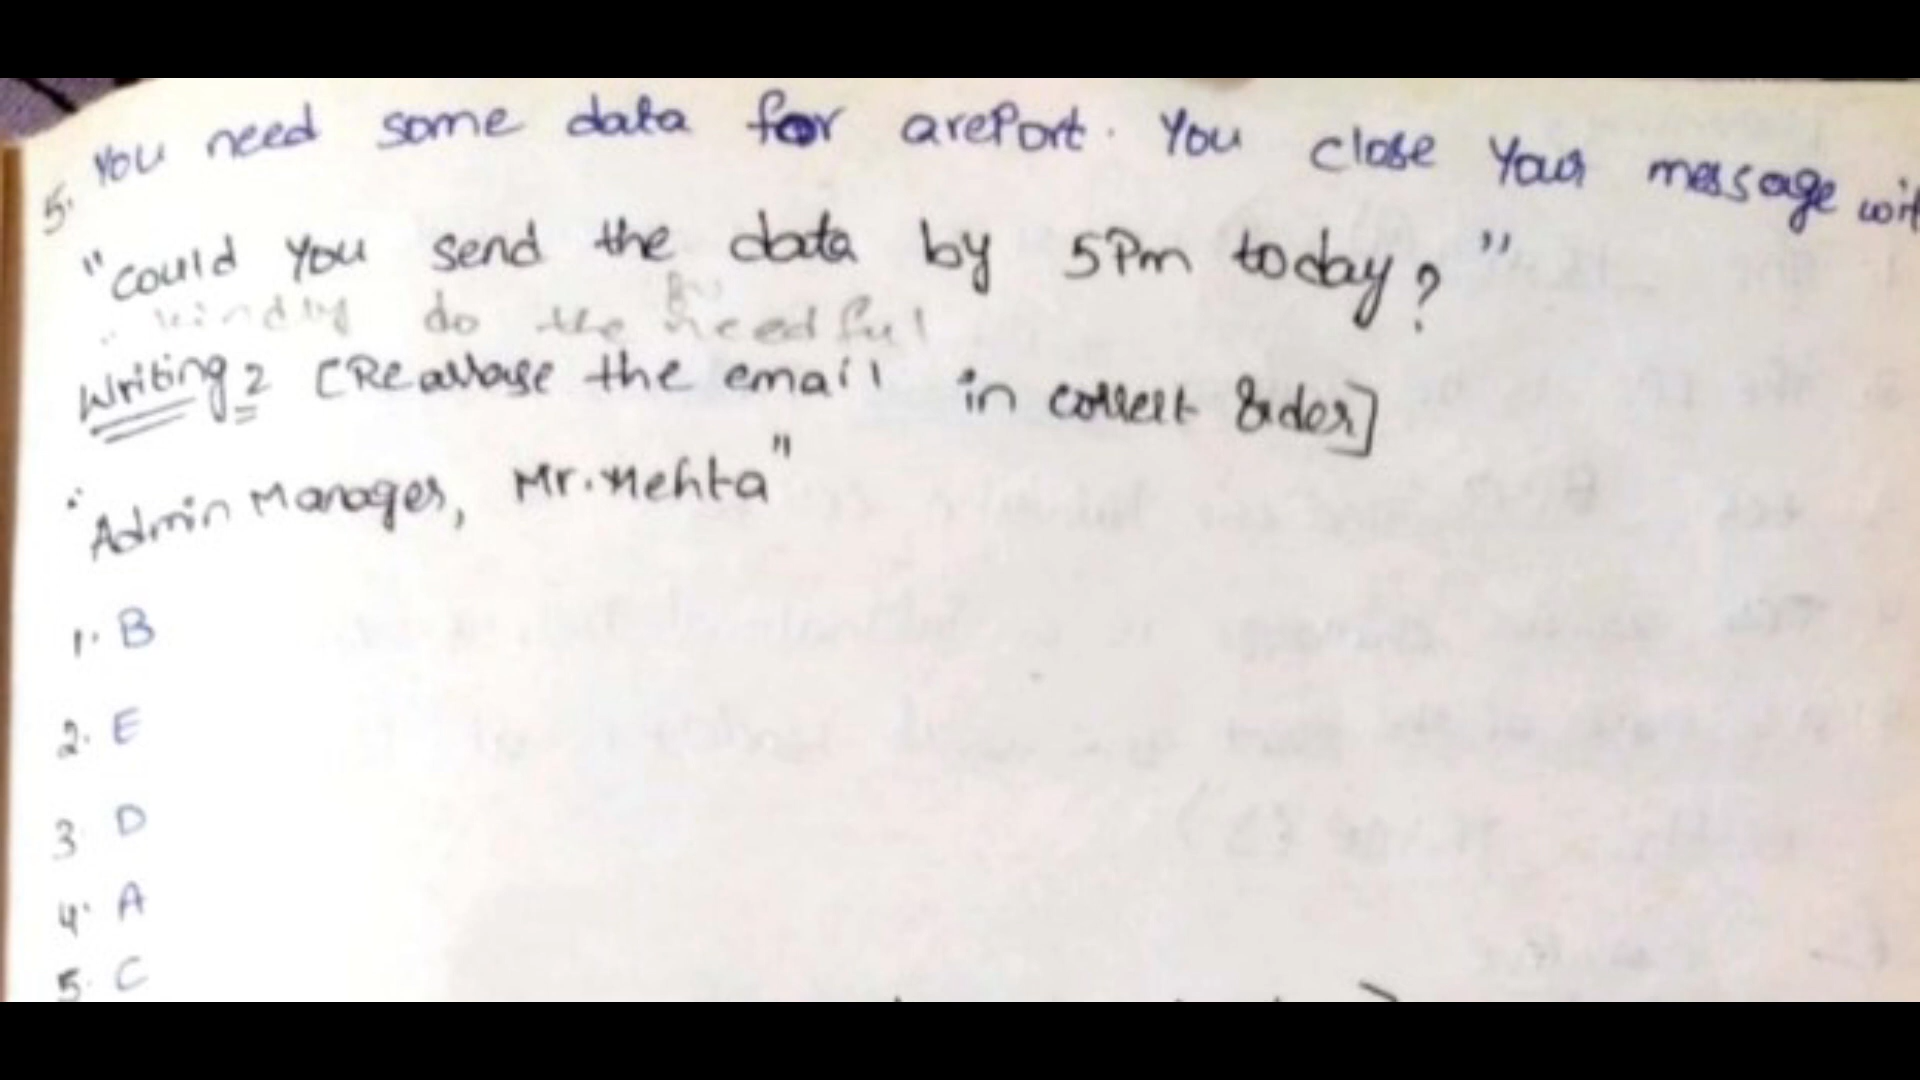 5. You need some data for a report. You close your message wit
"Could you send the data by 5Pm today?"
kindly do the needful
Writing 2 [Rearrange the email in correct order]
"Admin Manager, Mr. Mehta"
1. B
2. E
3. D
4. A
5. C